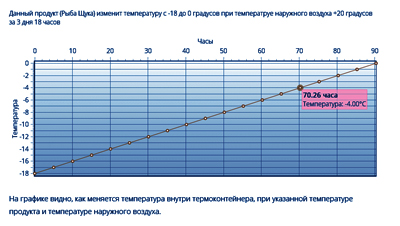 Данный продукт (Рыба Щука) изменит температуру с -18 до 0 градусов при температруе наружного воздуха +20 градусов
за 3 дня 18 часов
Часы
0 10 20 30 40 50 60 70 80 90
0
-2
-4
-6
-8
-10
-12
-14
-16
-18
Температура
70.26 часа
Температура: -4.00°C
На графике видно, как меняется температура внутри термоконтейнера, при указанной температуре
продукта и температуре наружного воздуха.